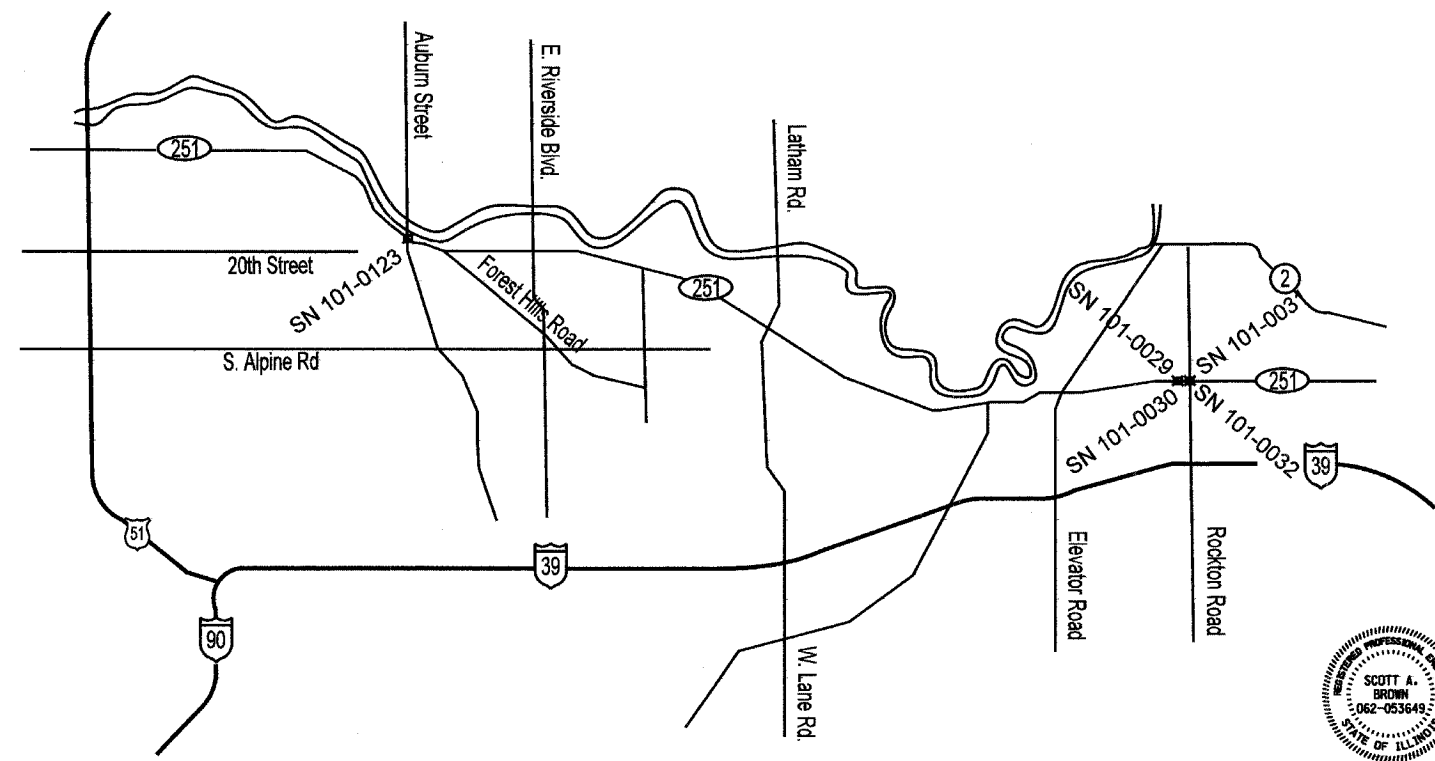 Auburn Street
E. Riverside Blvd.
Latham Rd.
251
20th Street
SN 101-0123
Forest Hills Road
251
S. Alpine Rd
SN 101-0029
SN 101-0031
2
251
SN 101-0030
SN 101-0032
39
51
39
90
Elevator Road
Rockton Road
W. Lane Rd.
REGISTERED PROFESSIONAL
SCOTT A.
BROWN
062-053649
STATE OF ILLINOIS